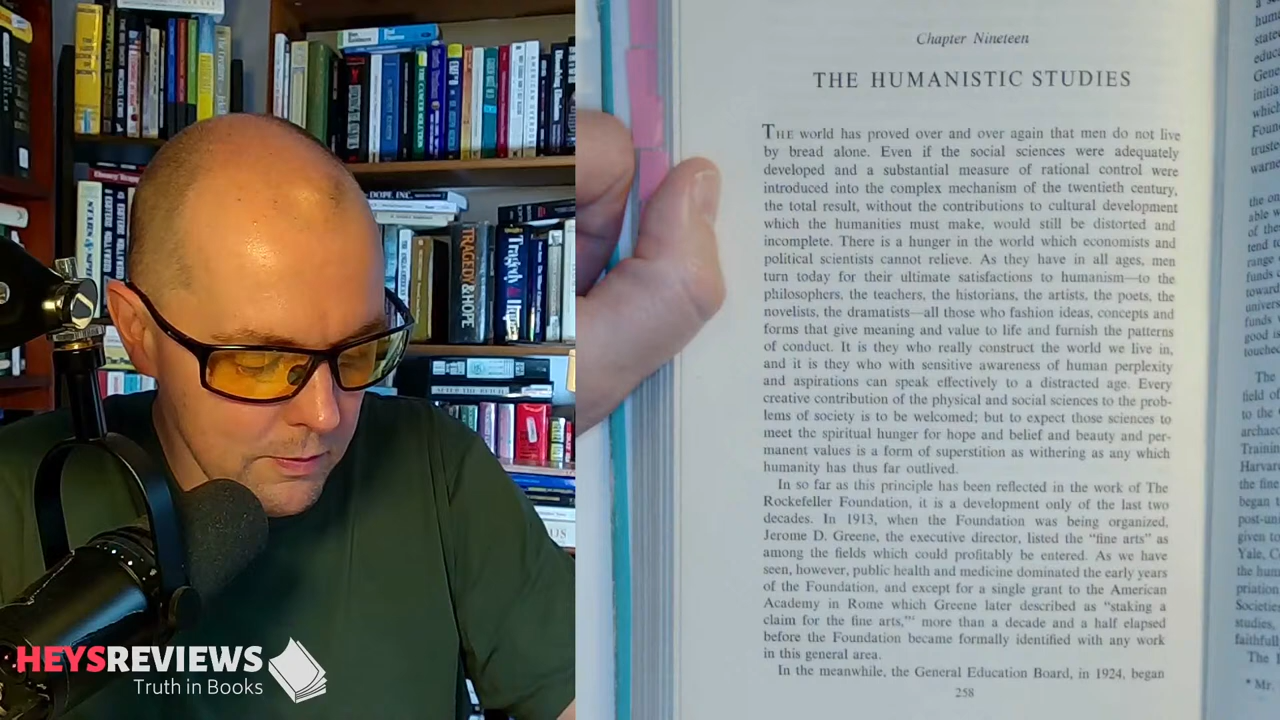 Chapter Nineteen
THE HUMANISTIC STUDIES
THE world has proved over and over again that men do not live
by bread alone. Even if the social sciences were adequately
developed and a substantial measure of rational control were
introduced into the complex mechanism of the twentieth century,
the total result, without the contributions to cultural development
which the humanities must make, would still be distorted and
incomplete. There is a hunger in the world which economists and
political scientists cannot relieve. As they have in all ages, men
turn today for their ultimate satisfactions to humanism—to the
philosophers, the teachers, the historians, the artists, the poets, the
novelists, the dramatists—all those who fashion ideas, concepts and
forms that give meaning and value to life and furnish the patterns
of conduct. It is they who really construct the world we live in,
and it is they who with sensitive awareness of human perplexity
and aspirations can speak effectively to a distracted age. Every
creative contribution of the physical and social sciences to the prob-
lems of society is to be welcomed; but to expect those sciences to
meet the spiritual hunger for hope and belief and beauty and per-
manent values is a form of superstition as withering as any which
humanity has thus far outlived.
In so far as this principle has been reflected in the work of The
Rockefeller Foundation, it is a development only of the last two
decades. In 1913, when the Foundation was being organized,
Jerome D. Greene, the executive director, listed the "fine arts" as
among the fields which could profitably be entered. As we have
seen, however, public health and medicine dominated the early years
of the Foundation, and except for a single grant to the American
Academy in Rome which Greene later described as "staking a
claim for the fine arts," more than a decade and a half elapsed
before the Foundation became formally identified with any work
in this general area.
In the meanwhile, the General Education Board, in 1924, began
258
TRAGEDY & HOPE
HEYSREVIEWS
Truth in Books